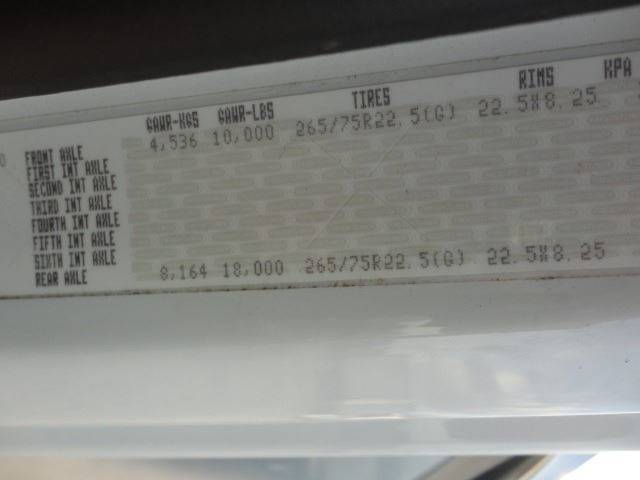 GAWR-KGS GAWR-LBS TIRES RIMS KPA
FRONT AXLE 4,536 10,000 265/75R22.5(G) 22.5X8.25
FIRST INT AXLE
SECOND INT AXLE
THIRD INT AXLE
FOURTH INT AXLE
FIFTH INT AXLE
SIXTH INT AXLE
REAR AXLE 8,164 18,000 265/75R22.5(G) 22.5X8.25